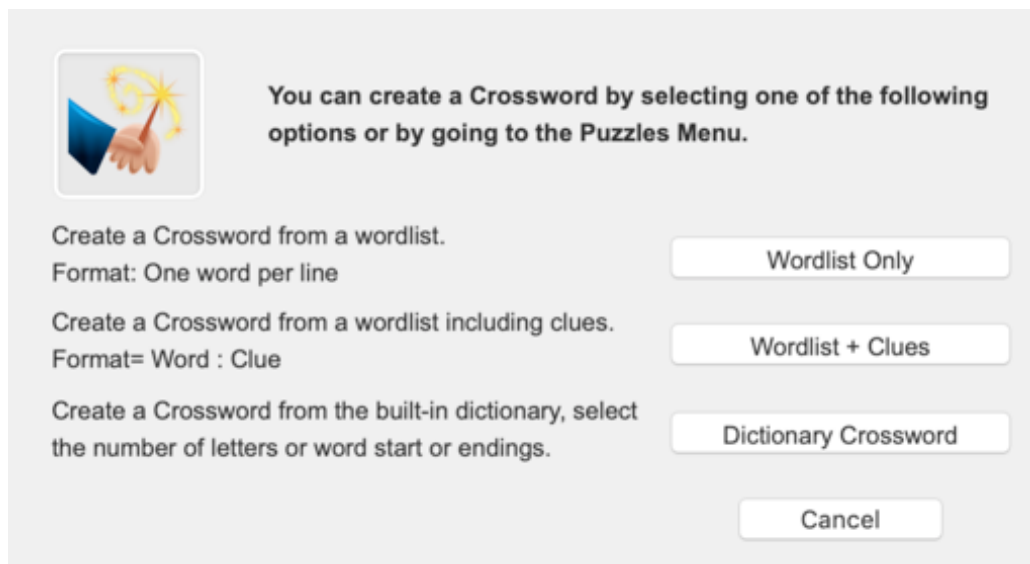 You can create a Crossword by selecting one of the following
options or by going to the Puzzles Menu.
Create a Crossword from a wordlist.
Format: One word per line
Wordlist Only
Create a Crossword from a wordlist including clues.
Format= Word : Clue
Wordlist + Clues
Create a Crossword from the built-in dictionary, select
the number of letters or word start or endings.
Dictionary Crossword
Cancel